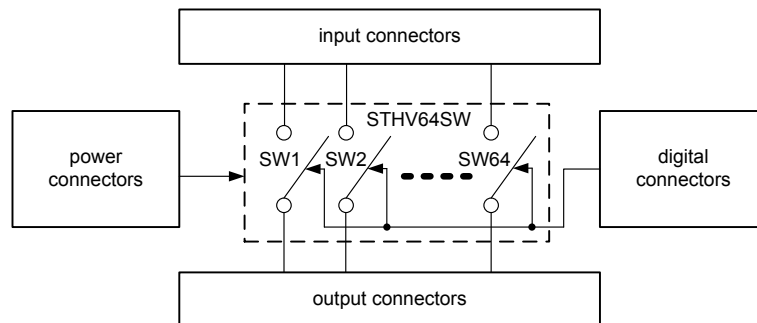 input connectors
STHV64SW
SW1 SW2 SW64
power
connectors
digital
connectors
output connectors